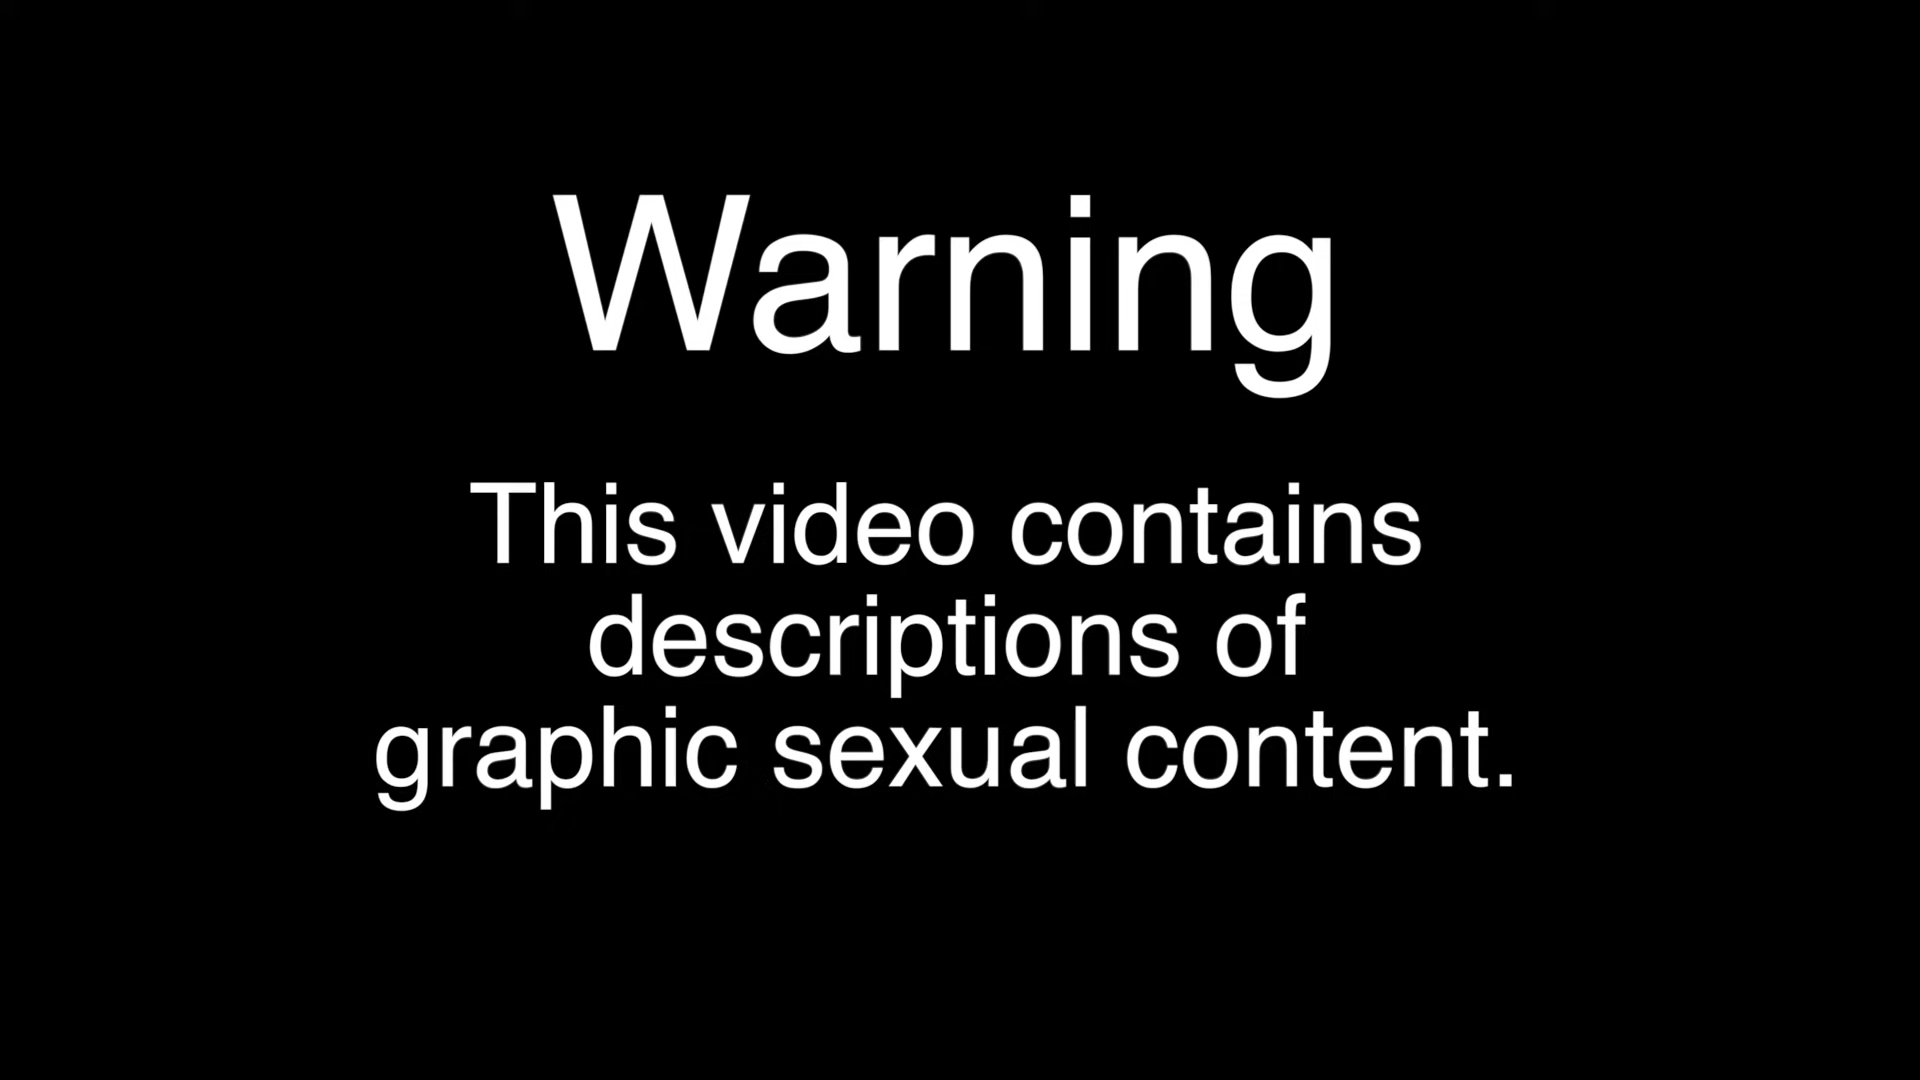 Warning
This video contains
descriptions of
graphic sexual content.